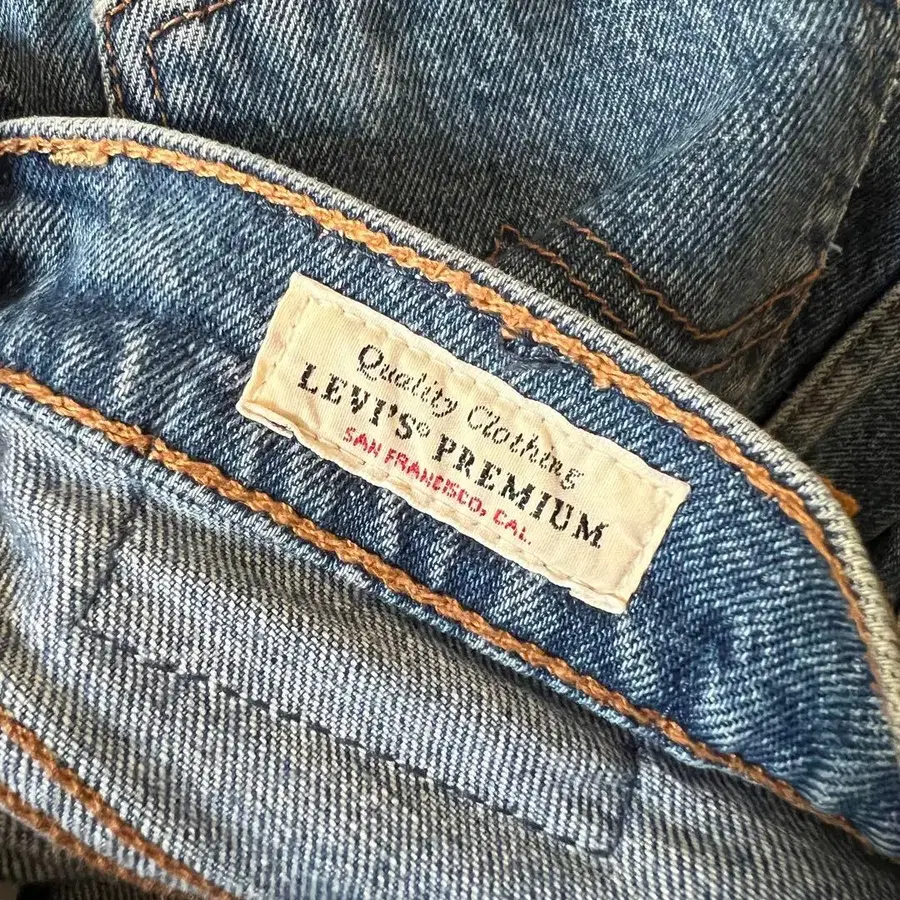 Quality Clothing
LEVI'S® PREMIUM
SAN FRANCISCO, CAL.